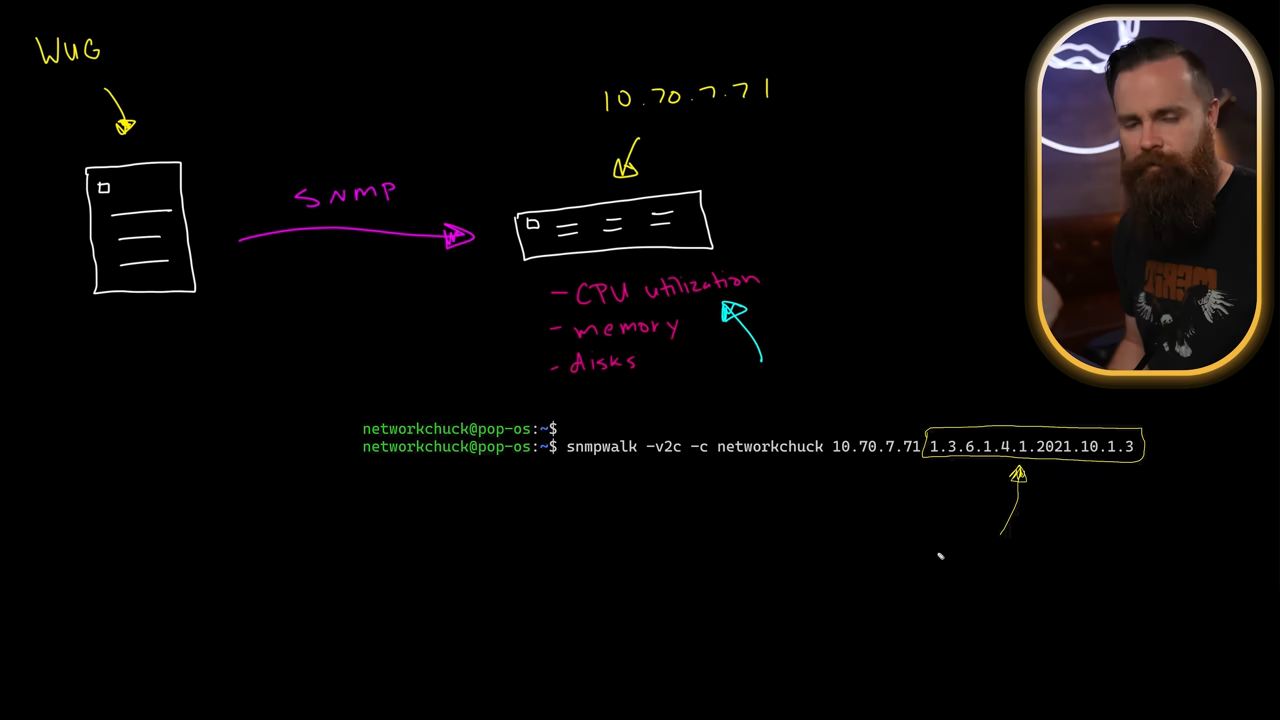 WUG
10.70.7.71
SNMP
- CPU utilization
- memory
- disks
networkchuck@pop-os:~$
networkchuck@pop-os:~$ snmpwalk -v2c -c networkchuck 10.70.7.71 1.3.6.1.4.1.2021.10.1.3